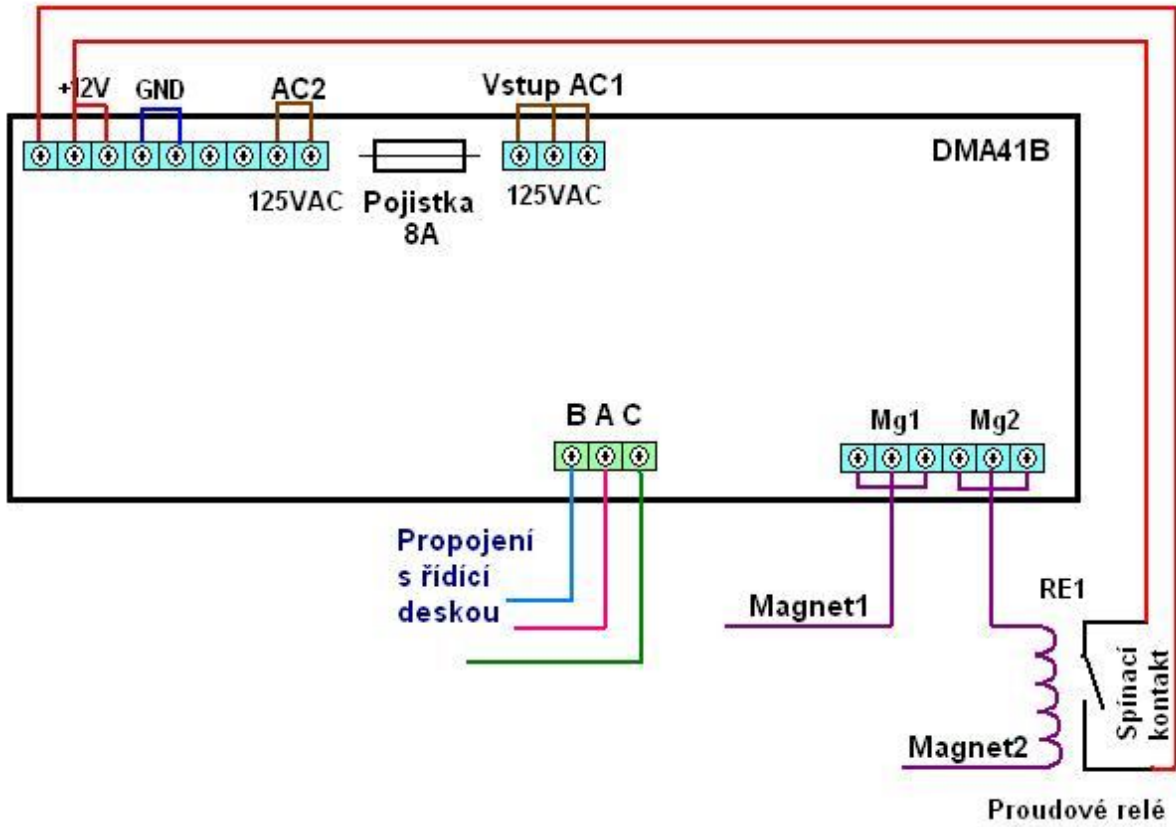 +12V
GND
AC2
Vstup AC1
DMA41B
125VAC
Pojistka
8A
125VAC
B A C
Mg1
Mg2
Propojení
s řídící
deskou
Magnet1
RE1
Spínací
kontakt
Magnet2
Proudové relé